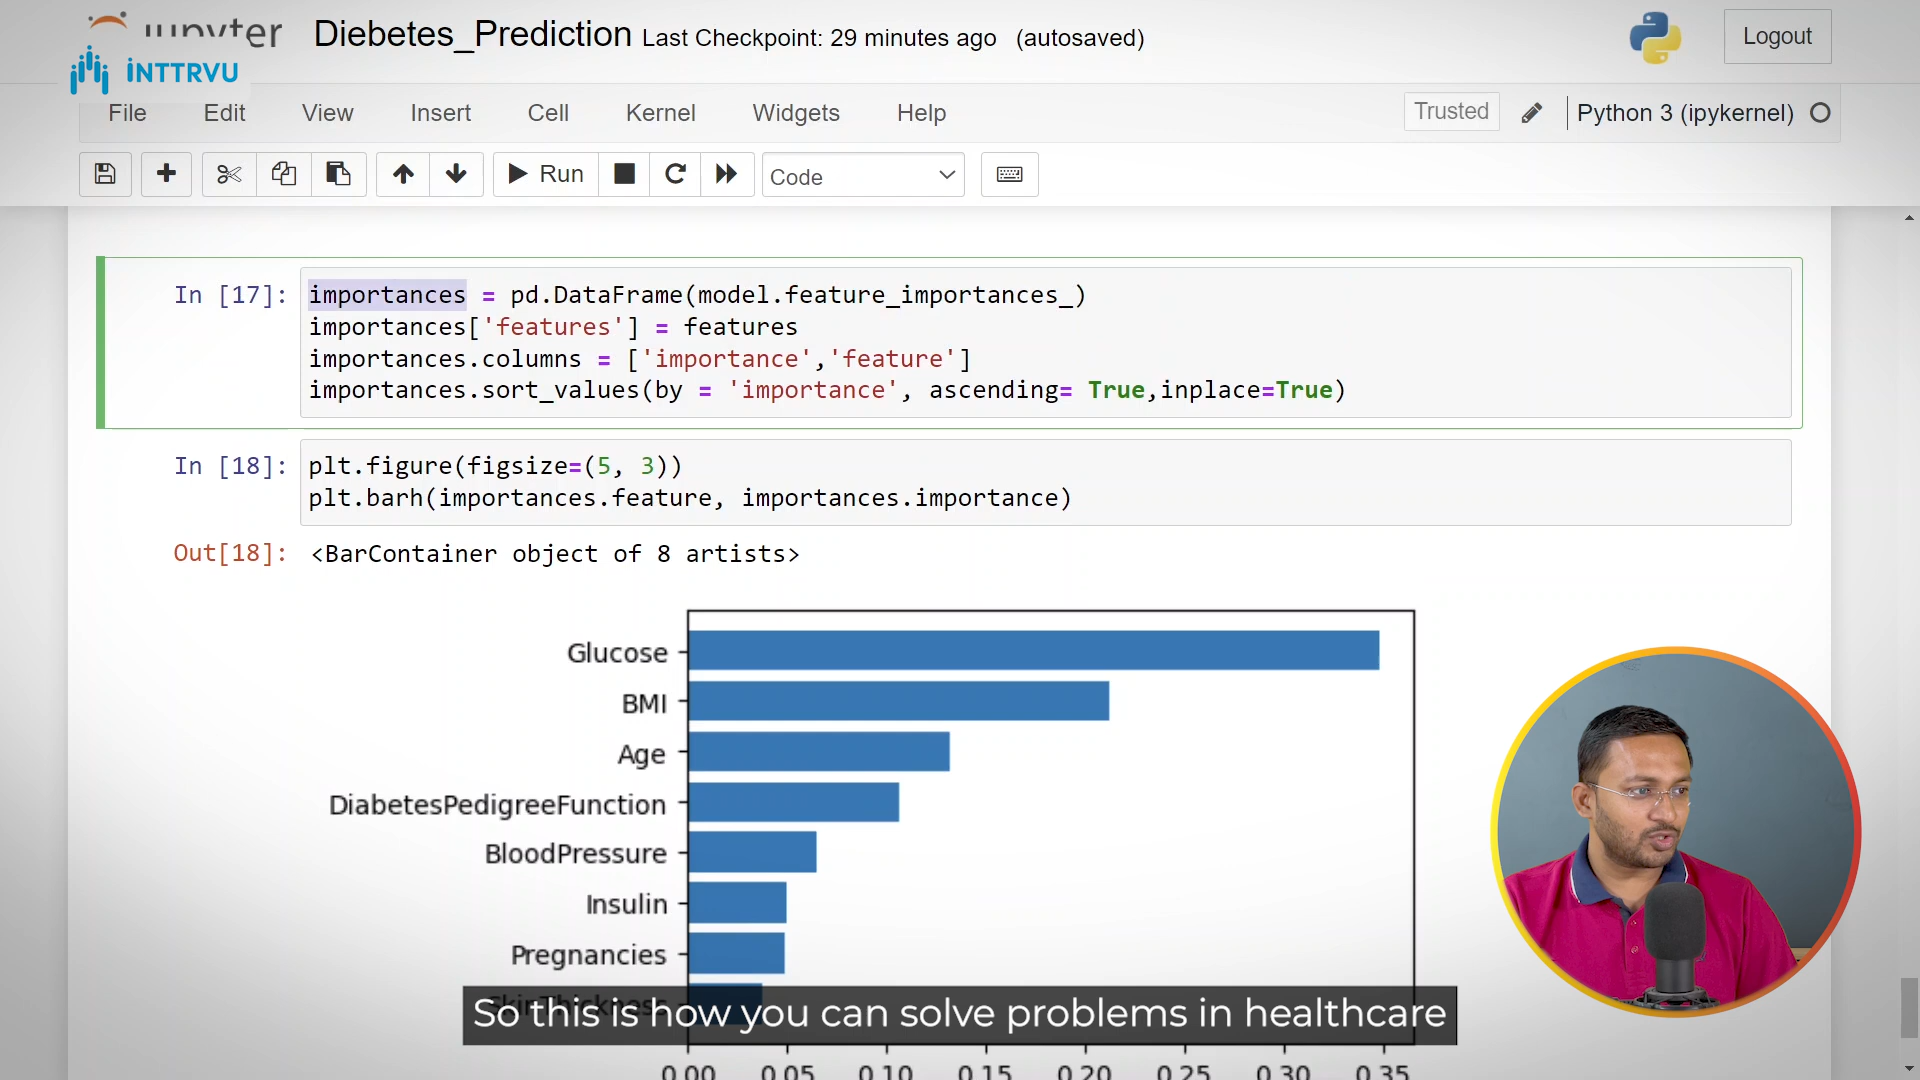 jupyter Diebetes_Prediction Last Checkpoint: 29 minutes ago (autosaved) Logout
INTTRVU
File Edit View Insert Cell Kernel Widgets Help Trusted Python 3 (ipykernel)
Run Code
In [17]: importances = pd.DataFrame(model.feature_importances_)
importances['features'] = features
importances.columns = ['importance','feature']
importances.sort_values(by = 'importance', ascending= True,inplace=True)
In [18]: plt.figure(figsize=(5, 3))
plt.barh(importances.feature, importances.importance)
Out[18]: <BarContainer object of 8 artists>
Glucose
BMI
Age
DiabetesPedigreeFunction
BloodPressure
Insulin
Pregnancies
SkinThickness
So this is how you can solve problems in healthcare
0.00 0.05 0.10 0.15 0.20 0.25 0.30 0.35